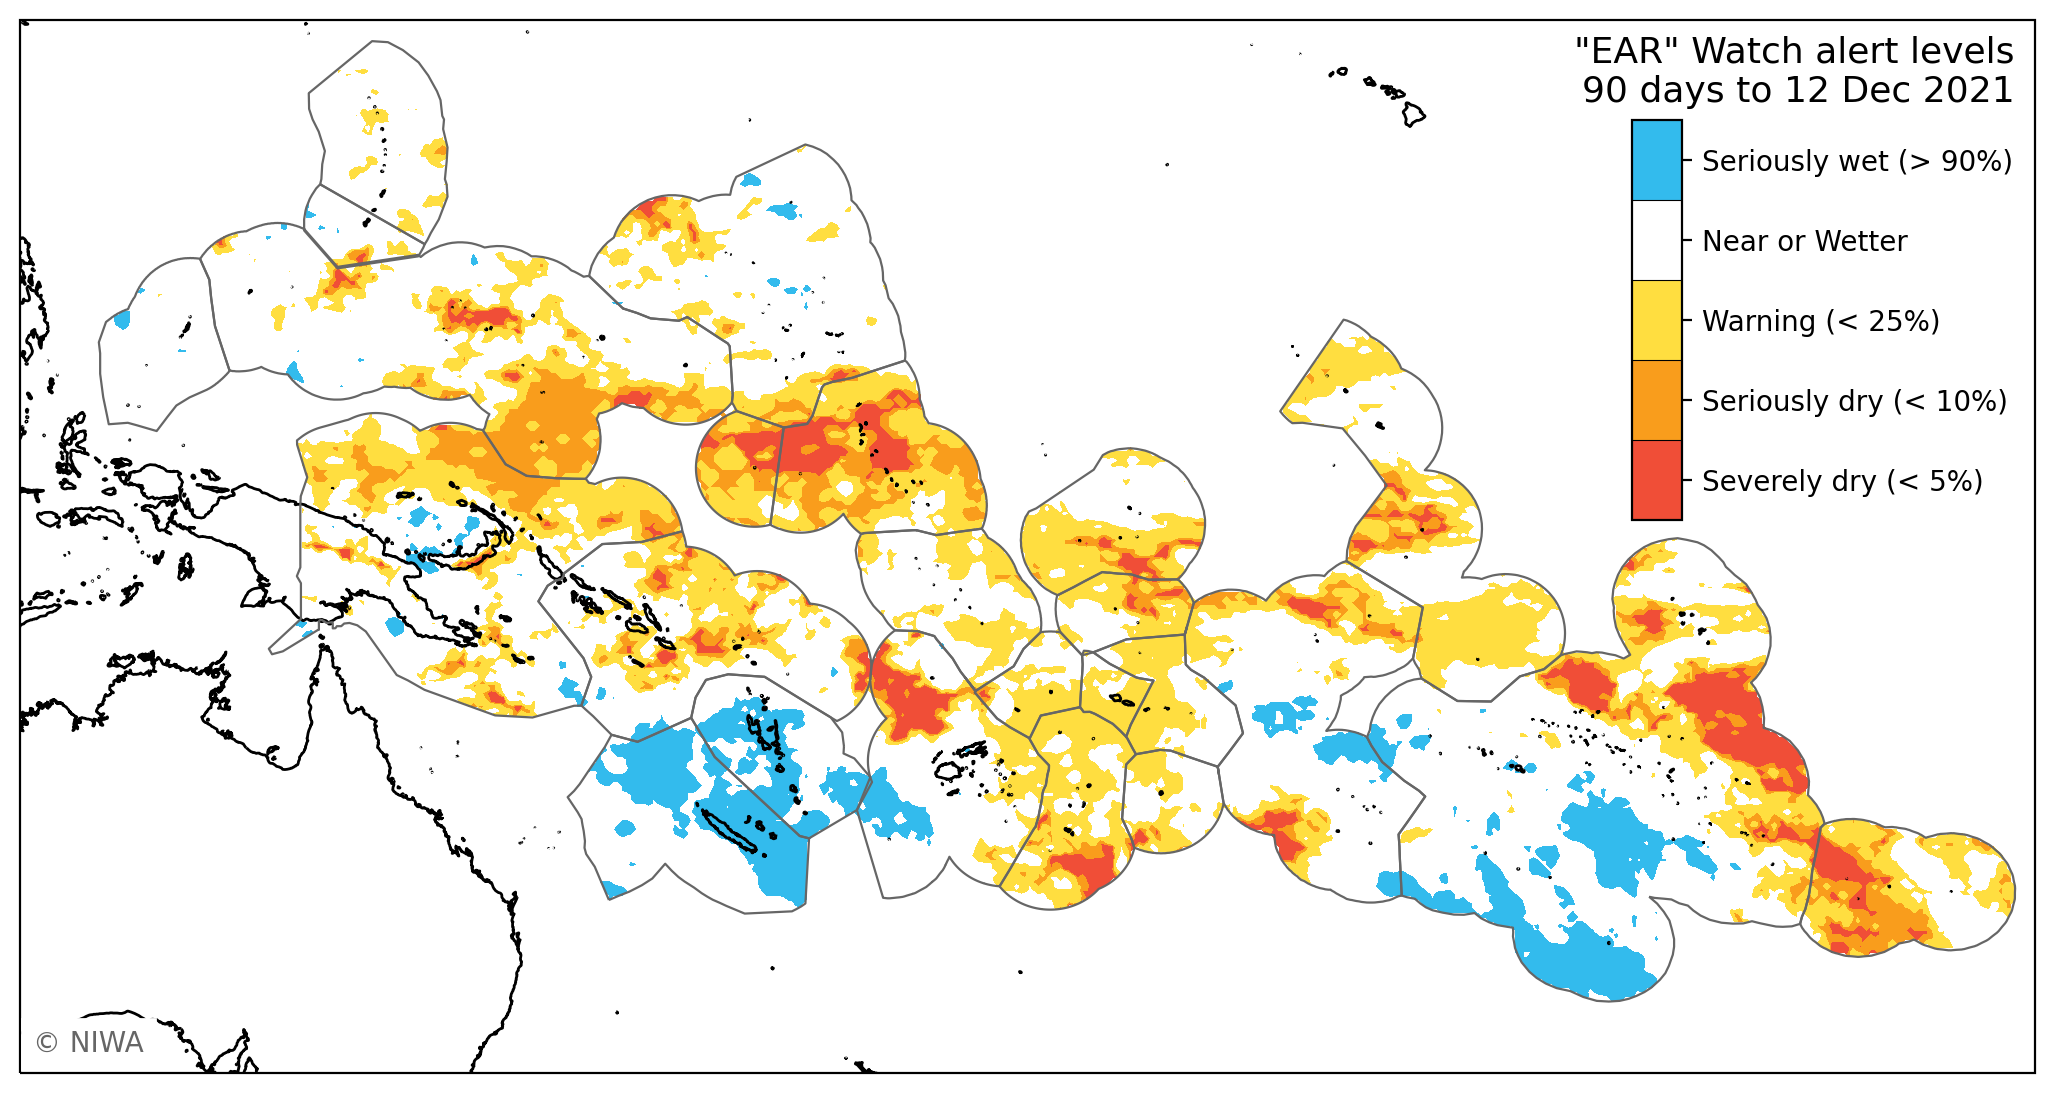 "EAR" Watch alert levels
90 days to 12 Dec 2021
Seriously wet (> 90%)
Near or Wetter
Warning (< 25%)
Seriously dry (< 10%)
Severely dry (< 5%)
© NIWA